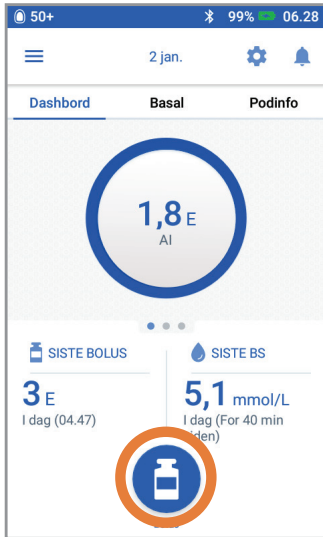 50+ 99% 06.28
2 jan.
Dashbord Basal Podinfo
1,8 E
AI
SISTE BOLUS
3 E
I dag (04.47)
SISTE BS
5,1 mmol/L
I dag (For 40 min
siden)